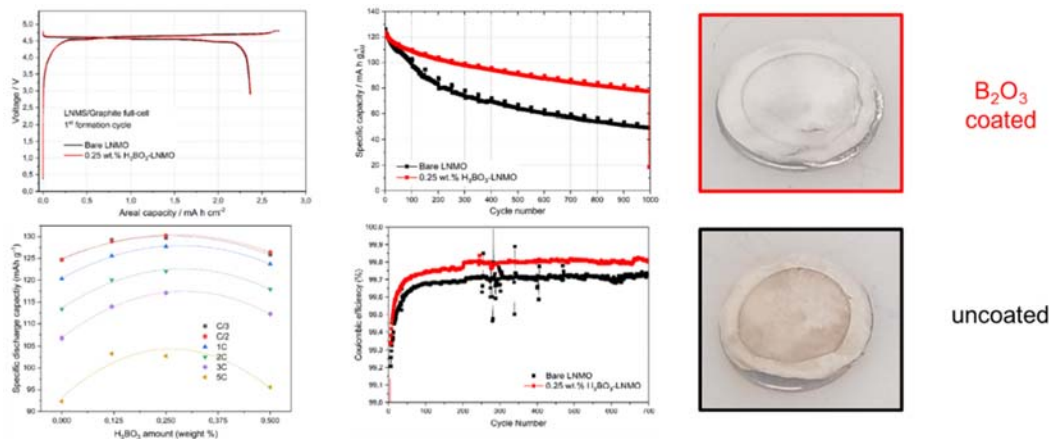 5,0
4,5
4,0
3,5
3,0
2,5
2,0
1,5
1,0
0,5
0,0
Voltage / V
LNMS/Graphite full-cell
1st formation cycle
Bare LNMO
0.25 wt.% H3BO3-LNMO
0,0 0,5 1,0 1,5 2,0 2,5 3,0
Areal capacity / mA h cm-2
140
120
100
80
60
40
20
0
Specific capacity / mA h g-1
Bare LNMO
0.25 wt.% H3BO3-LNMO
0 100 200 300 400 500 600 700 800 900 1000
Cycle number
B2O3
coated
130
125
120
115
110
105
100
95
90
Specific discharge capactiy (mAh g-1)
C/3
C/2
1C
2C
3C
5C
0,000 0,125 0,250 0,375 0,500
H3BO3 amount (weight %)
100,0
99,9
99,8
99,7
99,6
99,5
99,4
99,3
99,2
99,1
99,0
Coulombic efficiency (%)
Bare LNMO
0.25 wt.% H3BO3-LNMO
0 100 200 300 400 500 600 700
Cycle Number
uncoated